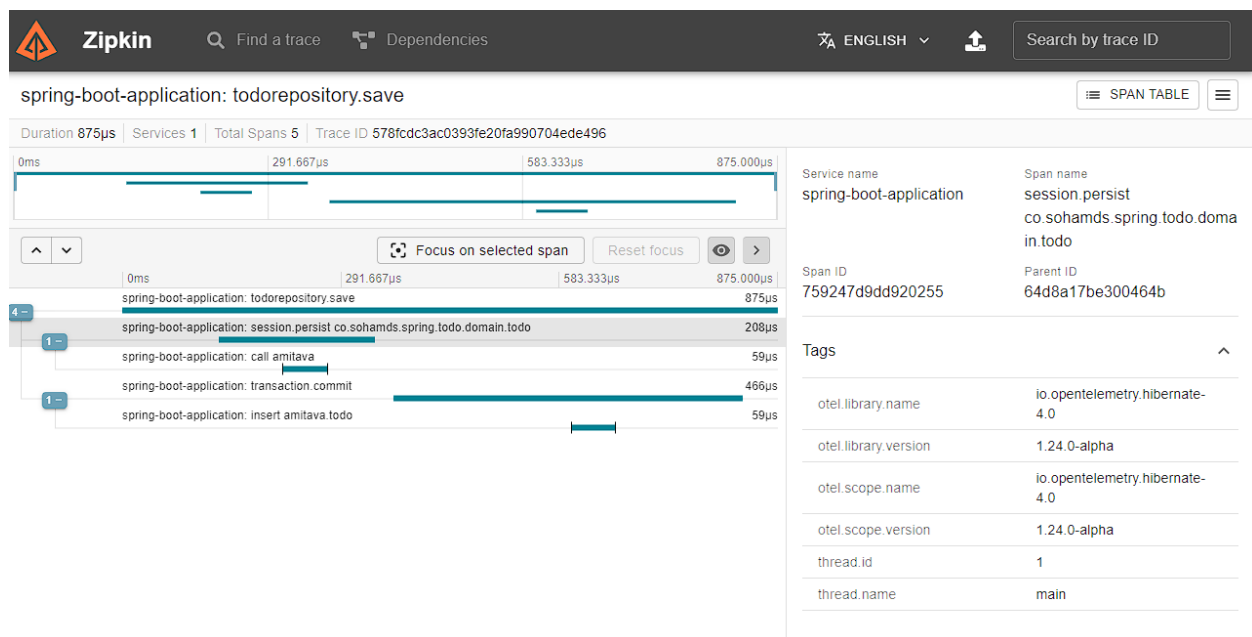 Zipkin Find a trace Dependencies ENGLISH Search by trace ID
spring-boot-application: todorepository.save SPAN TABLE
Duration 875μs Services 1 Total Spans 5 Trace ID 578fcdc3ac0393fe20fa990704ede496
0ms 291.667μs 583.333μs 875.000μs
Focus on selected span Reset focus
0ms 291.667μs 583.333μs 875.000μs
spring-boot-application: todorepository.save 875μs
4 −
spring-boot-application: session.persist co.sohamds.spring.todo.domain.todo 208μs
1 −
spring-boot-application: call amitava 59μs
spring-boot-application: transaction.commit 466μs
1 −
spring-boot-application: insert amitava.todo 59μs
Service name Span name
spring-boot-application session.persist
co.sohamds.spring.todo.doma
in.todo
Span ID Parent ID
759247d9dd920255 64d8a17be300464b
Tags
otel.library.name io.opentelemetry.hibernate-
4.0
otel.library.version 1.24.0-alpha
otel.scope.name io.opentelemetry.hibernate-
4.0
otel.scope.version 1.24.0-alpha
thread.id 1
thread.name main